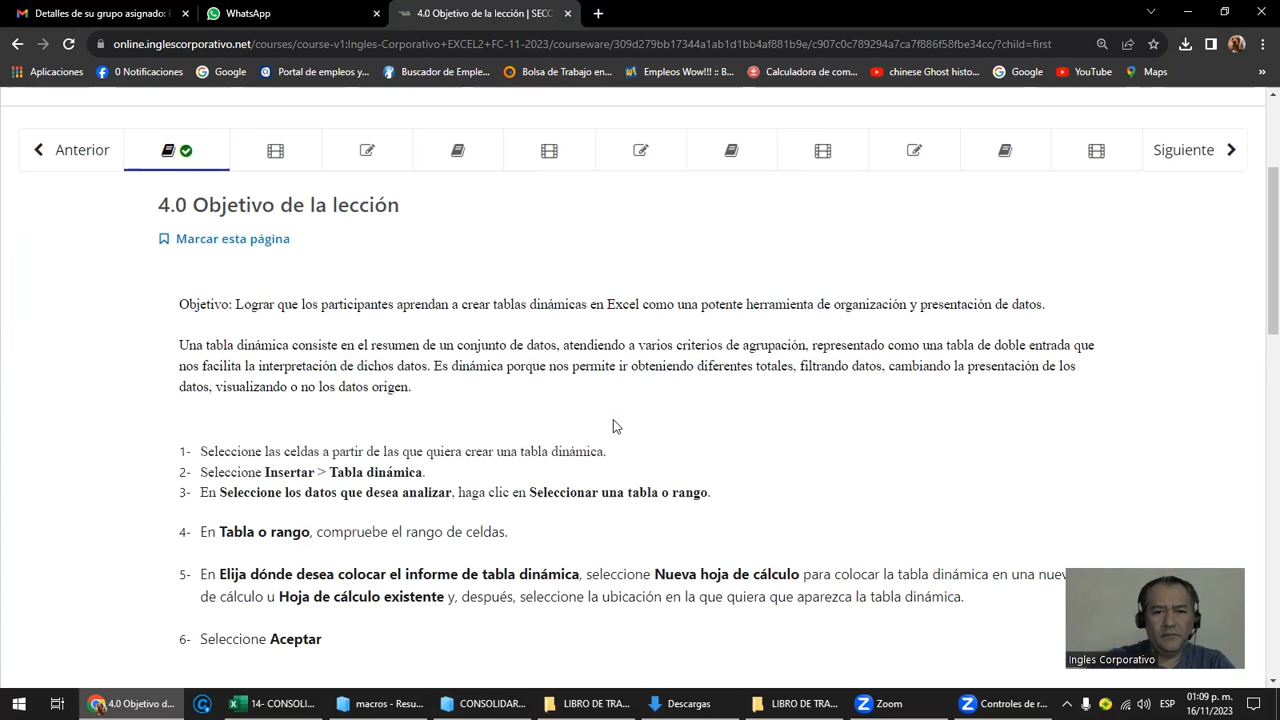 Detalles de su grupo asignado: I
WhatsApp
4.0 Objetivo de la lección | SECC
online.inglescorporativo.net/courses/course-v1:Ingles-Corporativo+EXCEL2+FC-11-2023/courseware/309d279bb17344a1ab1d1bb4af881b9e/c907c0c789294a7ca7f886f58fbe34cc/?child=first
Aplicaciones
0 Notificaciones
Google
Portal de empleos y...
Buscador de Emple...
Bolsa de Trabajo en...
Empleos Wow!!! :: B...
Calculadora de com...
chinese Ghost histo...
Google
YouTube
Maps
»
Anterior
Siguiente
4.0 Objetivo de la lección
Marcar esta página
Objetivo: Lograr que los participantes aprendan a crear tablas dinámicas en Excel como una potente herramienta de organización y presentación de datos.
Una tabla dinámica consiste en el resumen de un conjunto de datos, atendiendo a varios criterios de agrupación, representado como una tabla de doble entrada que
nos facilita la interpretación de dichos datos. Es dinámica porque nos permite ir obteniendo diferentes totales, filtrando datos, cambiando la presentación de los
datos, visualizando o no los datos origen.
1- Seleccione las celdas a partir de las que quiera crear una tabla dinámica.
2- Seleccione Insertar > Tabla dinámica.
3- En Seleccione los datos que desea analizar, haga clic en Seleccionar una tabla o rango.
4- En Tabla o rango, compruebe el rango de celdas.
5- En Elija dónde desea colocar el informe de tabla dinámica, seleccione Nueva hoja de cálculo para colocar la tabla dinámica en una nuev
de cálculo u Hoja de cálculo existente y, después, seleccione la ubicación en la que quiera que aparezca la tabla dinámica.
6- Seleccione Aceptar
Ingles Corporativo
4.0 Objetivo d...
14- CONSOLI...
macros - Resu...
CONSOLIDAR...
LIBRO DE TRA...
Descargas
LIBRO DE TRA...
Zoom
Controles de r...
ESP
01:09 p. m.
16/11/2023